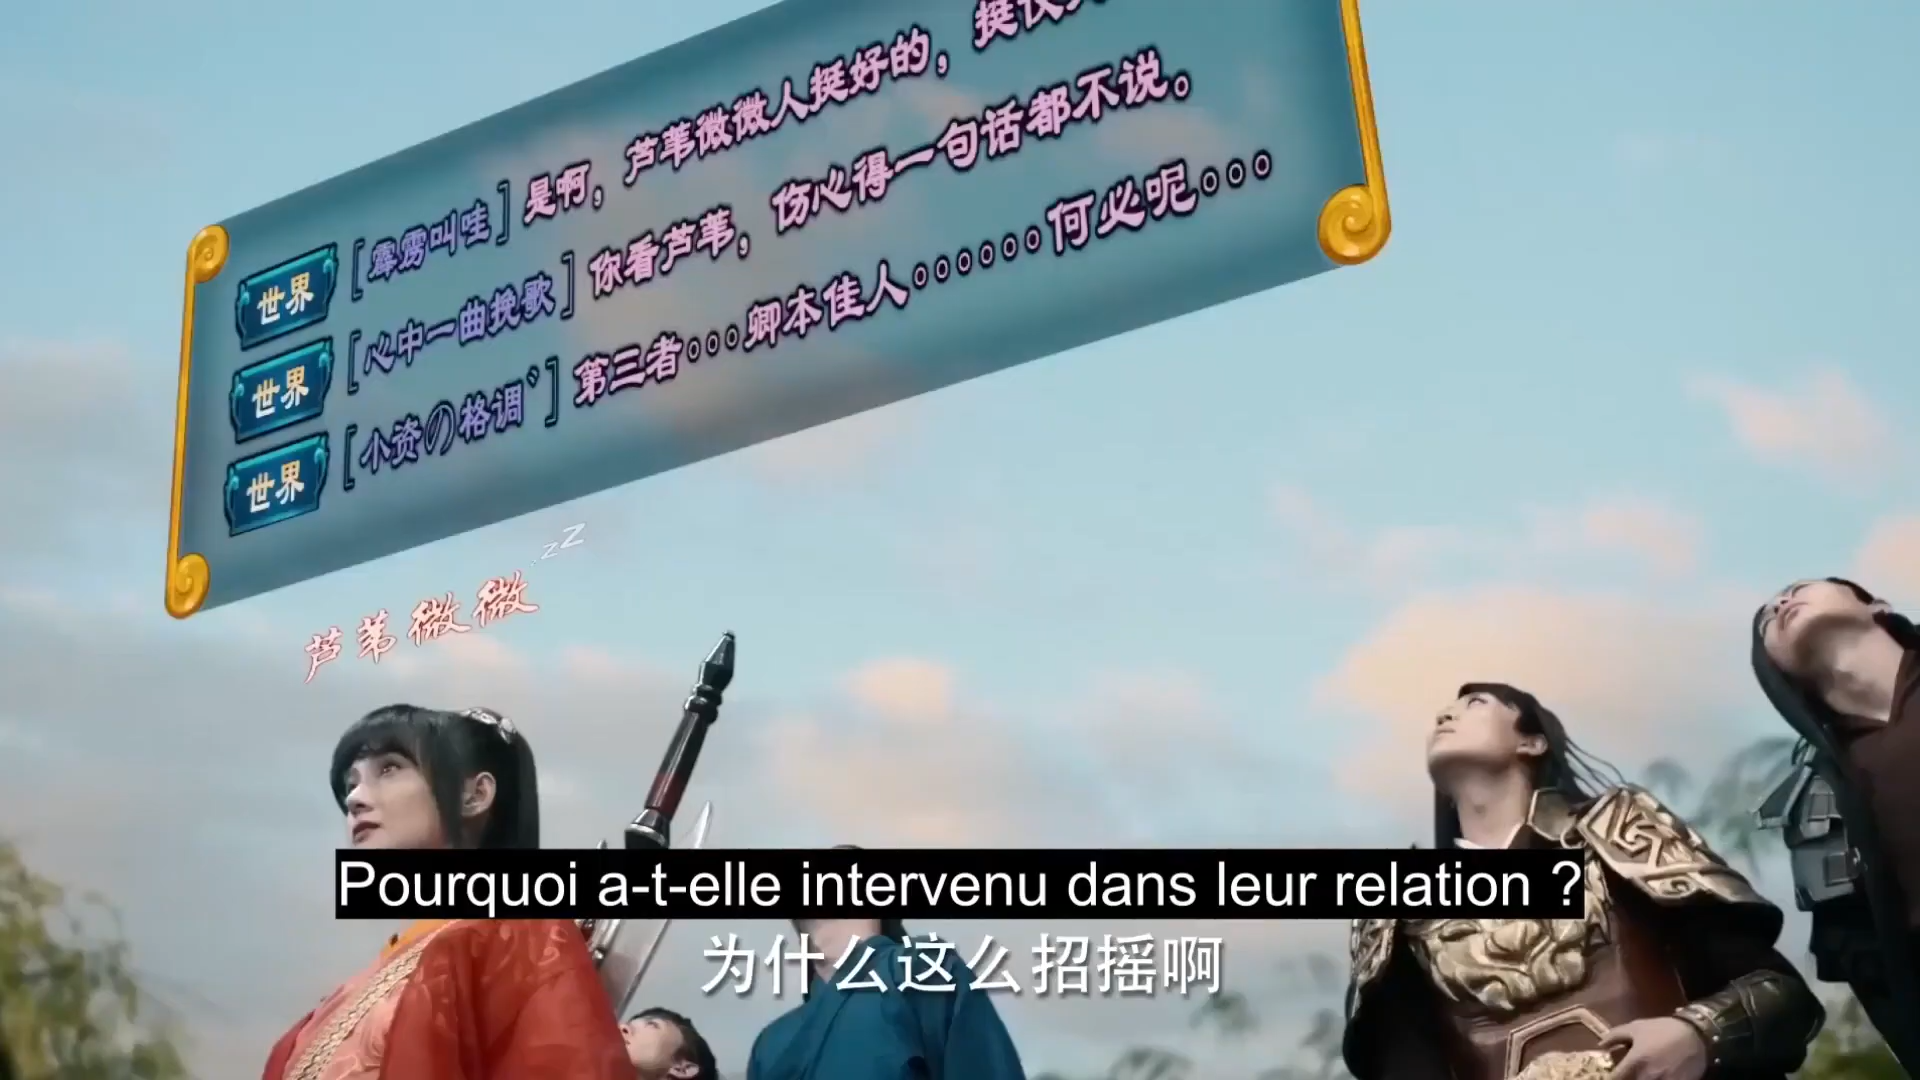 世界 [霹雳叫哇] 是啊，芦苇微微人挺好的，挺仗
世界 [心中一曲挽歌] 你看芦苇，伤心得一句话都不说。
世界 [小资の格调`] 第三者。。。卿本佳人。。。。。。何必呢。。。
zZ
芦苇微微
Pourquoi a-t-elle intervenu dans leur relation ?
为什么这么招摇啊